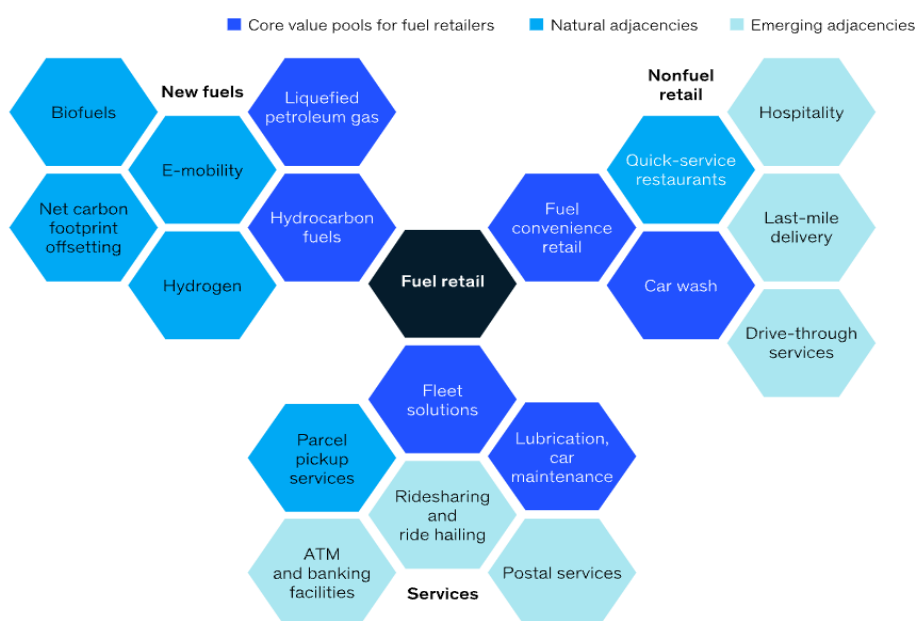 Core value pools for fuel retailers
Natural adjacencies
Emerging adjacencies
New fuels
Biofuels
Liquefied
petroleum gas
E-mobility
Net carbon
footprint
offsetting
Hydrocarbon
fuels
Hydrogen
Fuel retail
Nonfuel
retail
Hospitality
Quick-service
restaurants
Fuel
convenience
retail
Last-mile
delivery
Car wash
Drive-through
services
Fleet
solutions
Parcel
pickup
services
Lubrication,
car
maintenance
Ridesharing
and
ride hailing
ATM
and banking
facilities
Postal services
Services